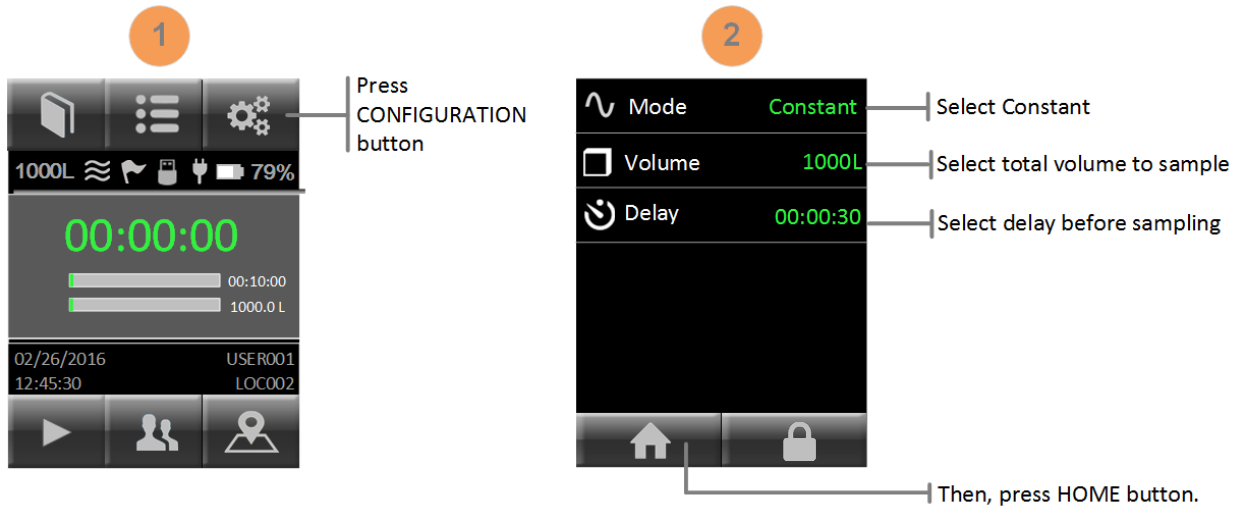 1
2
Press
CONFIGURATION
button
1000L 79%
00:00:00
00:10:00
1000.0 L
02/26/2016 USER001
12:45:30 LOC002
Mode Constant
Select Constant
Volume 1000L
Select total volume to sample
Delay 00:00:30
Select delay before sampling
Then, press HOME button.